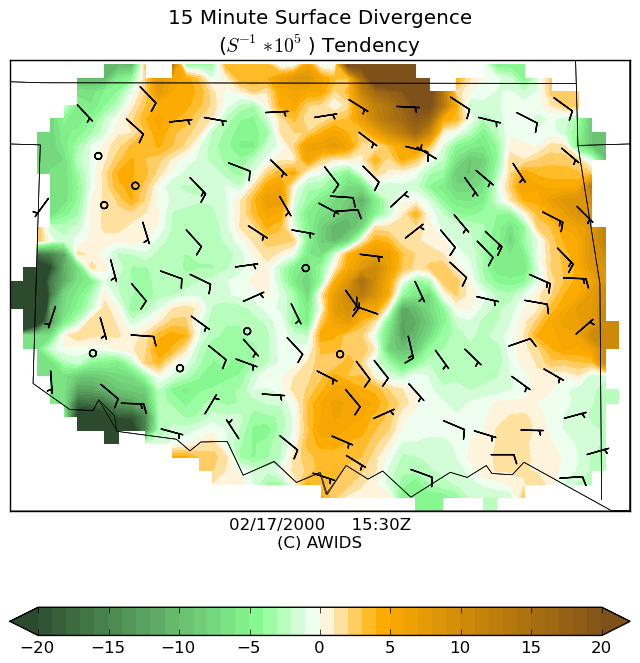 15 Minute Surface Divergence
(S⁻¹ *10⁵ ) Tendency
02/17/2000 15:30Z
(C) AWIDS
−20 −15 −10 −5 0 5 10 15 20